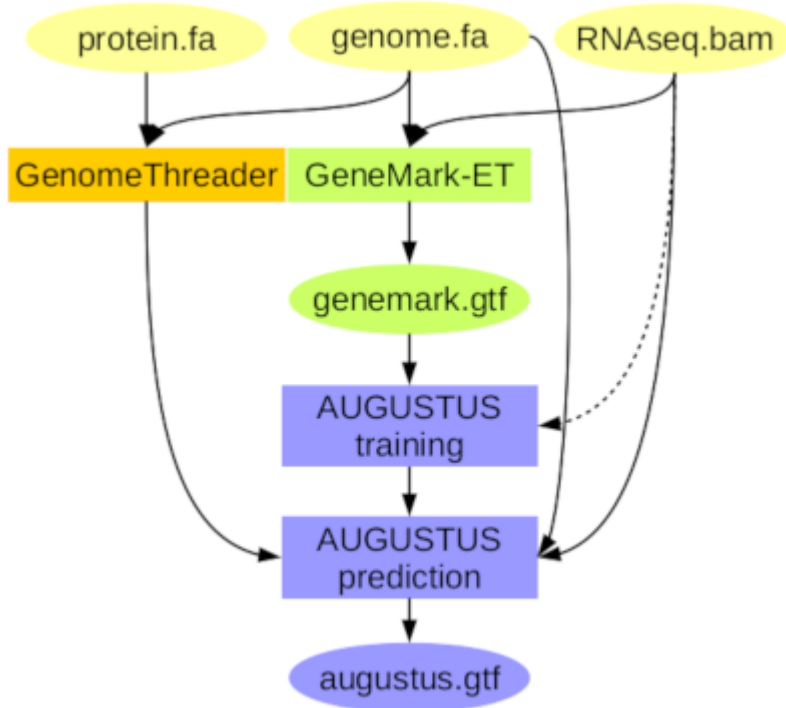 protein.fa
genome.fa
RNAseq.bam
GenomeThreader
GeneMark-ET
genemark.gtf
AUGUSTUS
training
AUGUSTUS
prediction
augustus.gtf